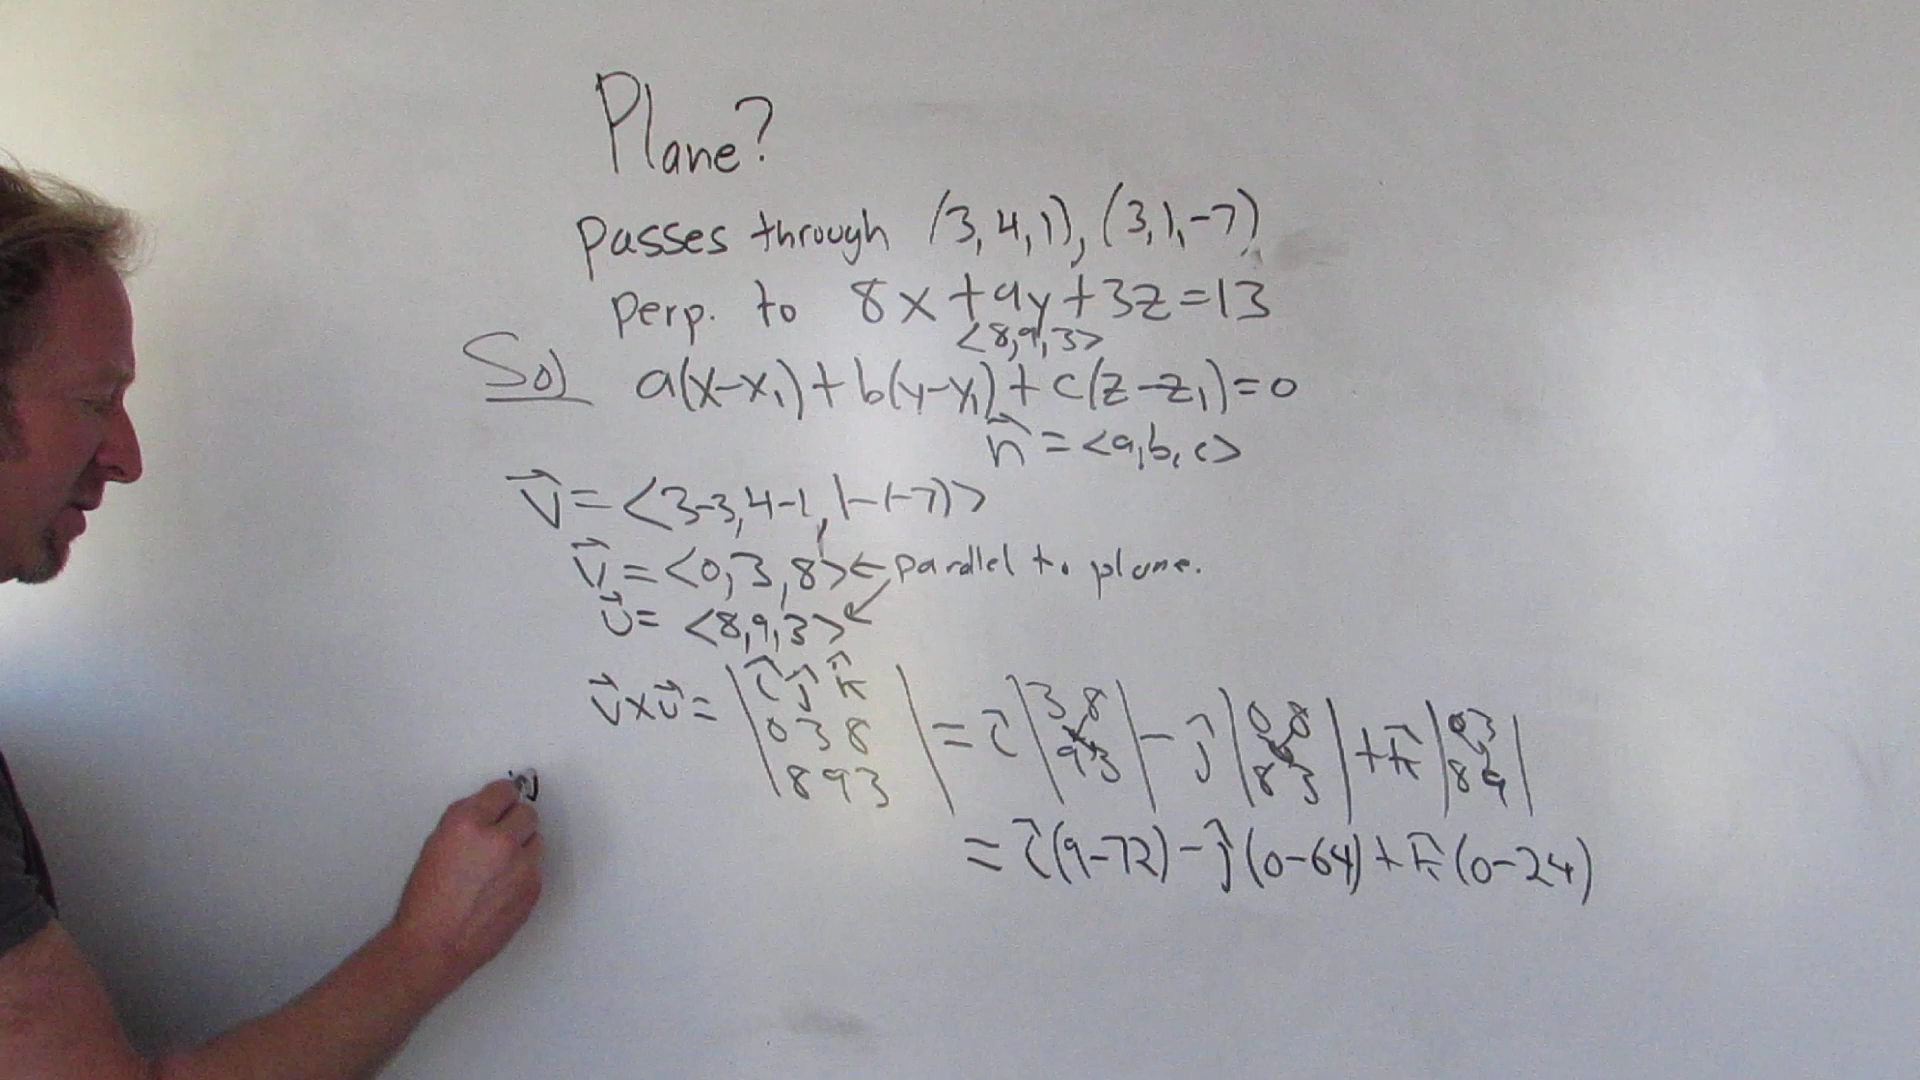 Plane?
passes through (3,4,1), (3,1,-7)
perp. to 8x+9y+3z=13
<8,9,3>
Sol a(x-x₁)+b(y-y₁)+c(z-z₁)=0
n⃗ = <a,b,c>
v⃗ = <3-3,4-1,1-(-7)>
v⃗ = <0,3,8> ← parallel to plane.
u⃗ = <8,9,3> ↙
v⃗×u⃗ = | î ĵ k̂ | = î |3 8| - ĵ |0 8| + k̂ |0 3|
0 3 8 9 3 8 3 8 9
8 9 3
= î(9-72) - ĵ(0-64) + k̂(0-24)